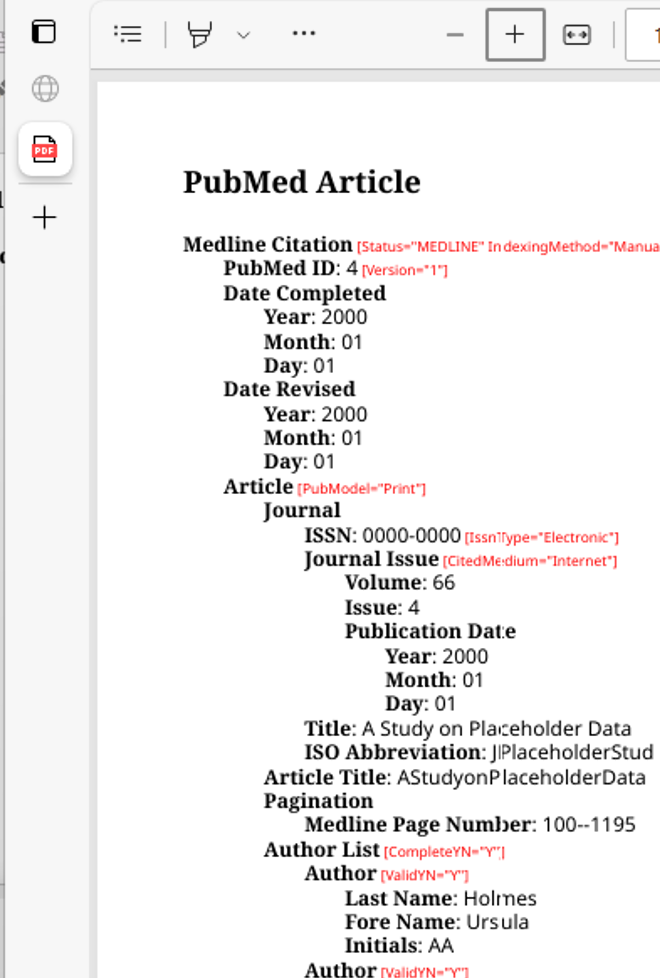 1
PDF
PubMed Article
Medline Citation [Status="MEDLINE" IndexingMethod="Manua
PubMed ID: 4 [Version="1"]
Date Completed
Year: 2000
Month: 01
Day: 01
Date Revised
Year: 2000
Month: 01
Day: 01
Article [PubModel="Print"]
Journal
ISSN: 0000-0000 [IssnType="Electronic"]
Journal Issue [CitedMedium="Internet"]
Volume: 66
Issue: 4
Publication Date
Year: 2000
Month: 01
Day: 01
Title: A Study on Placeholder Data
ISO Abbreviation: JPlaceholderStud
Article Title: AStudyonPlaceholderData
Pagination
Medline Page Number: 100--1195
Author List [CompleteYN="Y"]
Author [ValidYN="Y"]
Last Name: Holmes
Fore Name: Ursula
Initials: AA
Author [ValidYN="Y"]